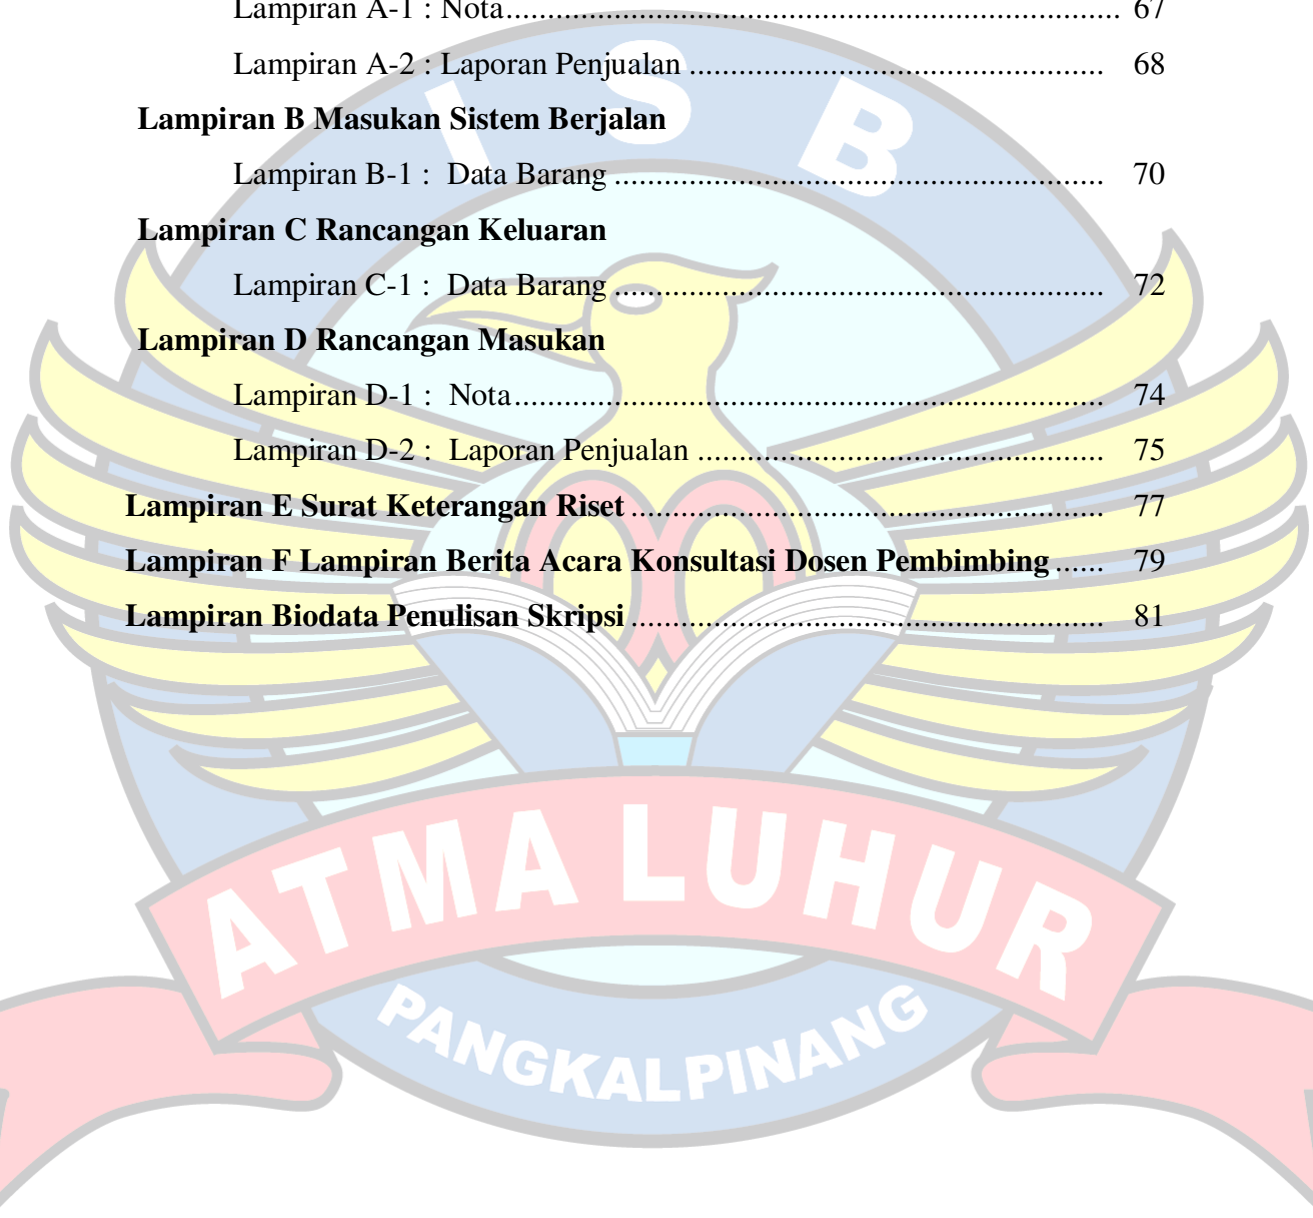 Lampiran A-1 : Nota............................................................................... 67
Lampiran A-2 : Laporan Penjualan ..................................................... 68
Lampiran B Masukan Sistem Berjalan
Lampiran B-1 : Data Barang ............................................................... 70
Lampiran C Rancangan Keluaran
Lampiran C-1 : Data Barang ............................................................... 72
Lampiran D Rancangan Masukan
Lampiran D-1 : Nota............................................................................ 74
Lampiran D-2 : Laporan Penjualan .................................................... 75
Lampiran E Surat Keterangan Riset ............................................................. 77
Lampiran F Lampiran Berita Acara Konsultasi Dosen Pembimbing ...... 79
Lampiran Biodata Penulisan Skripsi ............................................................. 81
I S B
ATMA LUHUR
PANGKALPINANG